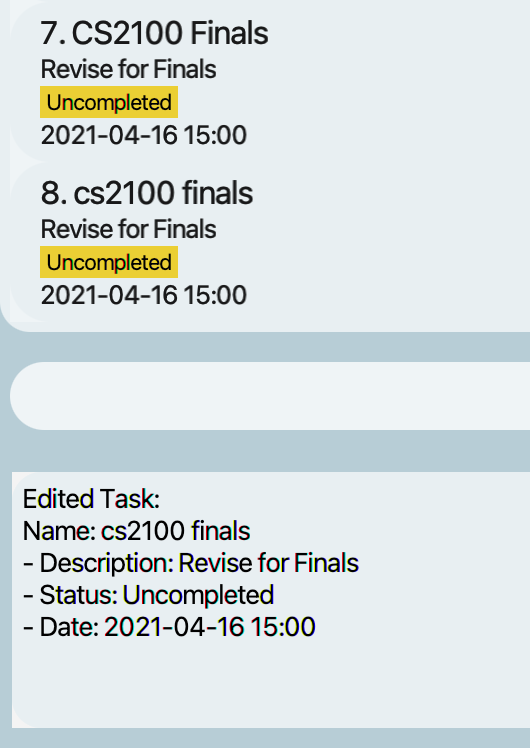 7. CS2100 Finals
Revise for Finals
Uncompleted
2021-04-16 15:00
8. cs2100 finals
Revise for Finals
Uncompleted
2021-04-16 15:00
Edited Task:
Name: cs2100 finals
- Description: Revise for Finals
- Status: Uncompleted
- Date: 2021-04-16 15:00